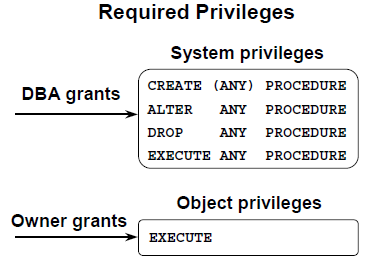 Required Privileges
System privileges
DBA grants
CREATE (ANY) PROCEDURE
ALTER ANY PROCEDURE
DROP ANY PROCEDURE
EXECUTE ANY PROCEDURE
Object privileges
Owner grants
EXECUTE